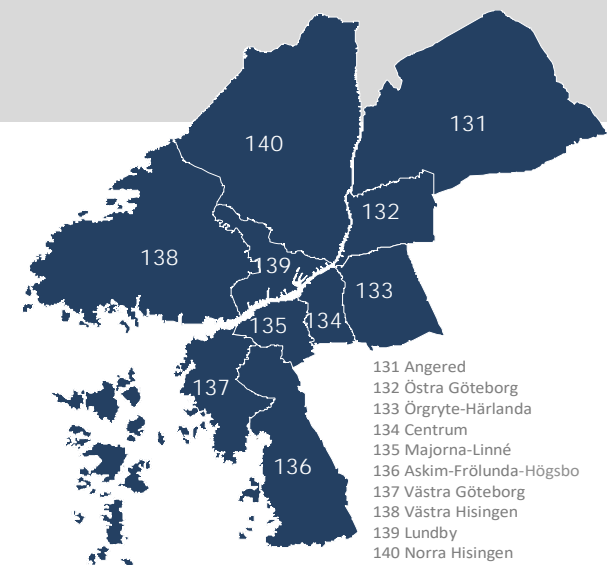 131
140
132
138
139
133
135
134
137
136
131 Angered
132 Östra Göteborg
133 Örgryte-Härlanda
134 Centrum
135 Majorna-Linné
136 Askim-Frölunda-Högsbo
137 Västra Göteborg
138 Västra Hisingen
139 Lundby
140 Norra Hisingen